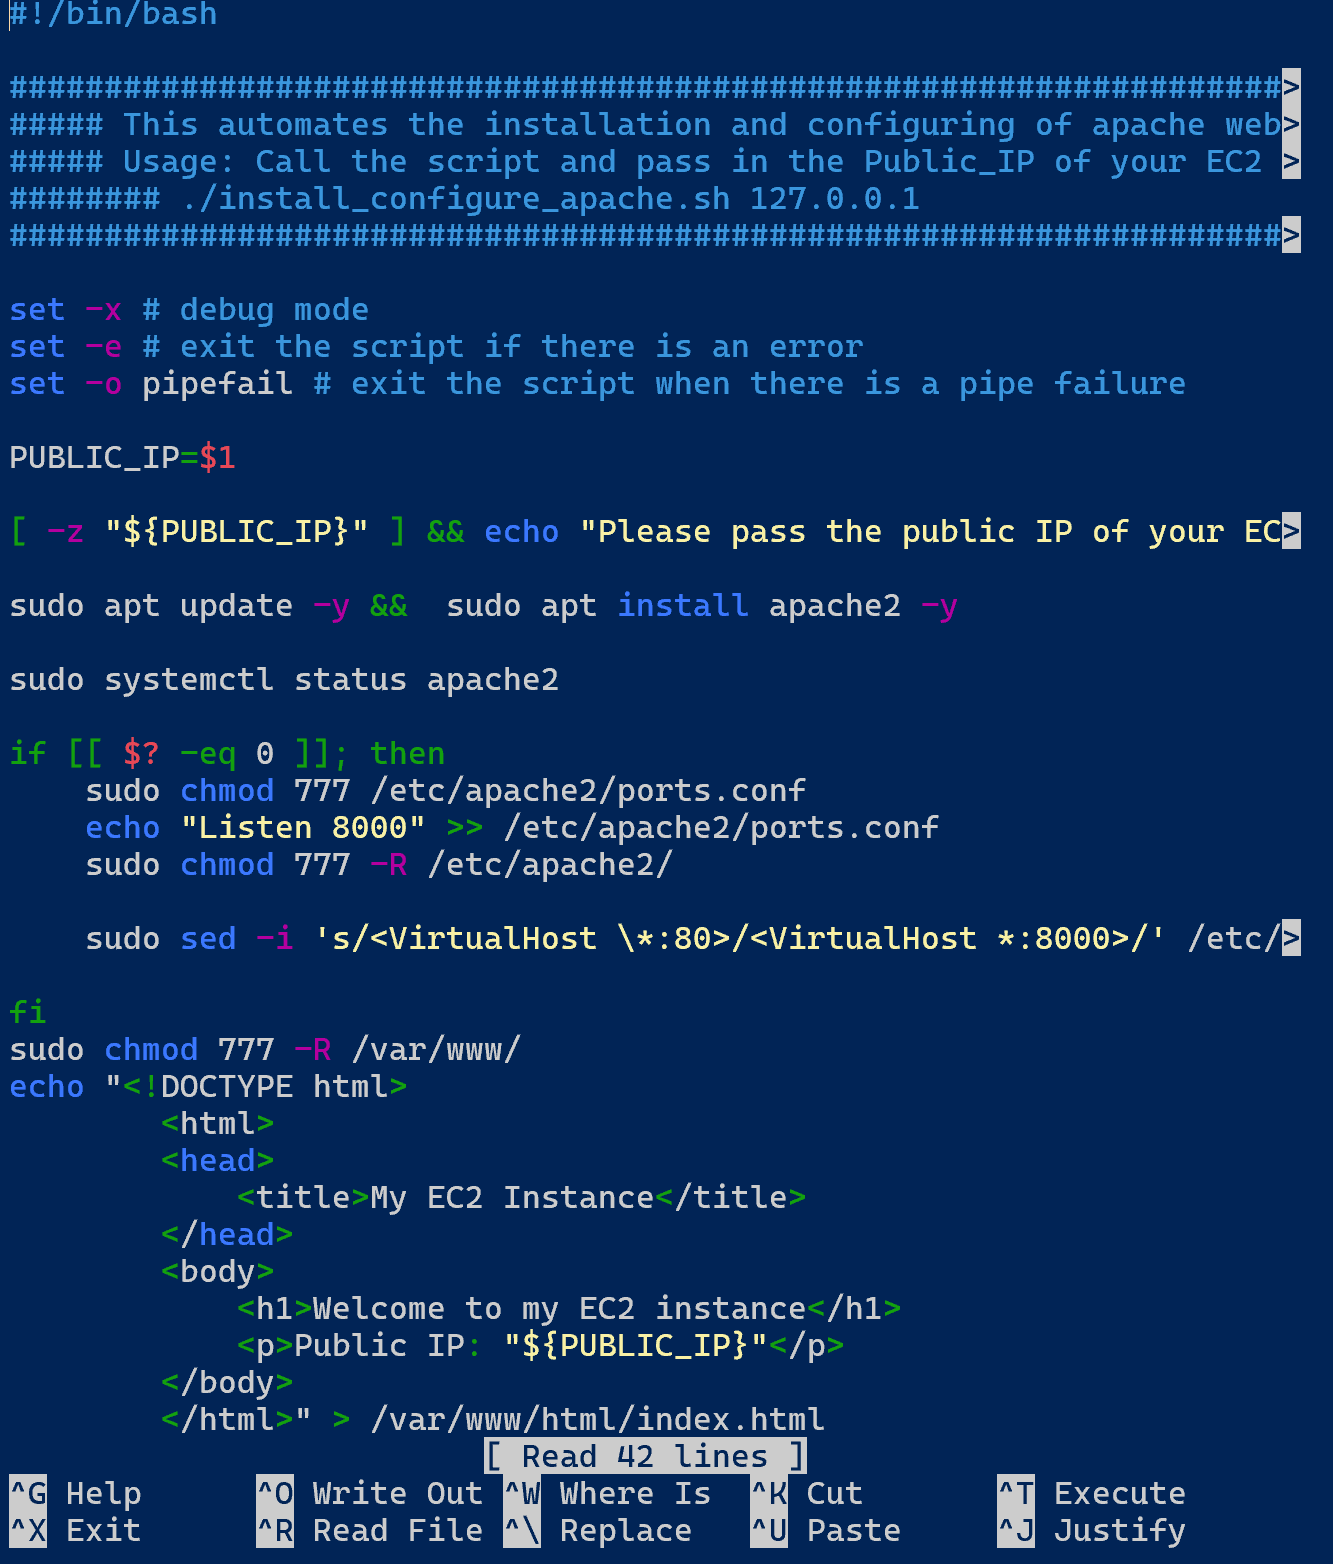 #!/bin/bash
###################################################################>
##### This automates the installation and configuring of apache web>
##### Usage: Call the script and pass in the Public_IP of your EC2 >
######## ./install_configure_apache.sh 127.0.0.1
###################################################################>
set -x # debug mode
set -e # exit the script if there is an error
set -o pipefail # exit the script when there is a pipe failure
PUBLIC_IP=$1
[ -z "${PUBLIC_IP}" ] && echo "Please pass the public IP of your EC>
sudo apt update -y &&  sudo apt install apache2 -y
sudo systemctl status apache2
if [[ $? -eq 0 ]]; then
    sudo chmod 777 /etc/apache2/ports.conf
    echo "Listen 8000" >> /etc/apache2/ports.conf
    sudo chmod 777 -R /etc/apache2/
    sudo sed -i 's/<VirtualHost \*:80>/<VirtualHost *:8000>/' /etc/>
fi
sudo chmod 777 -R /var/www/
echo "<!DOCTYPE html>
        <html>
        <head>
            <title>My EC2 Instance</title>
        </head>
        <body>
            <h1>Welcome to my EC2 instance</h1>
            <p>Public IP: "${PUBLIC_IP}"</p>
        </body>
        </html>" > /var/www/html/index.html
[ Read 42 lines ]
^G Help      ^O Write Out ^W Where Is  ^K Cut       ^T Execute
^X Exit      ^R Read File ^\ Replace   ^U Paste     ^J Justify